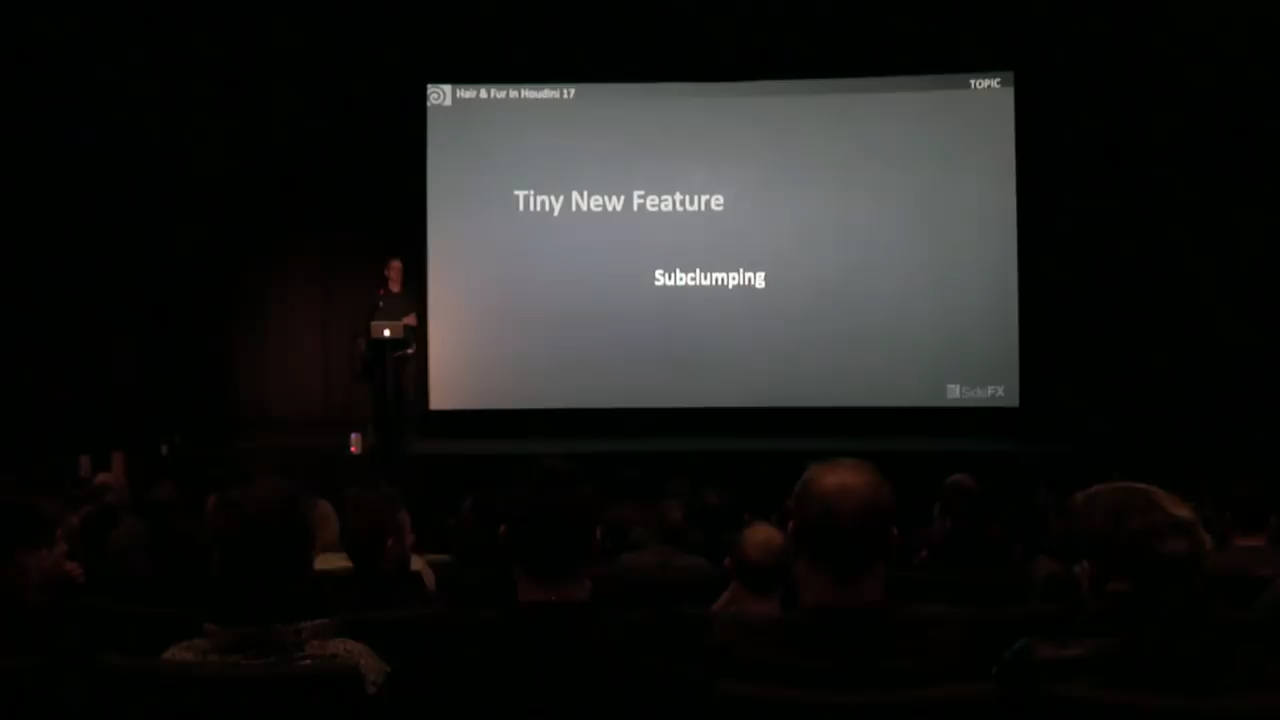 Hair & Fur in Houdini 17
TOPIC
Tiny New Feature
Subclumping
SideFX